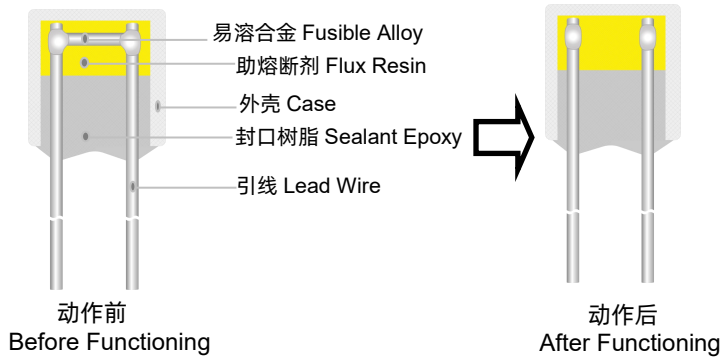 易溶合金 Fusible Alloy
助熔断剂 Flux Resin
外壳 Case
封口树脂 Sealant Epoxy
引线 Lead Wire
动作前
Before Functioning
动作后
After Functioning